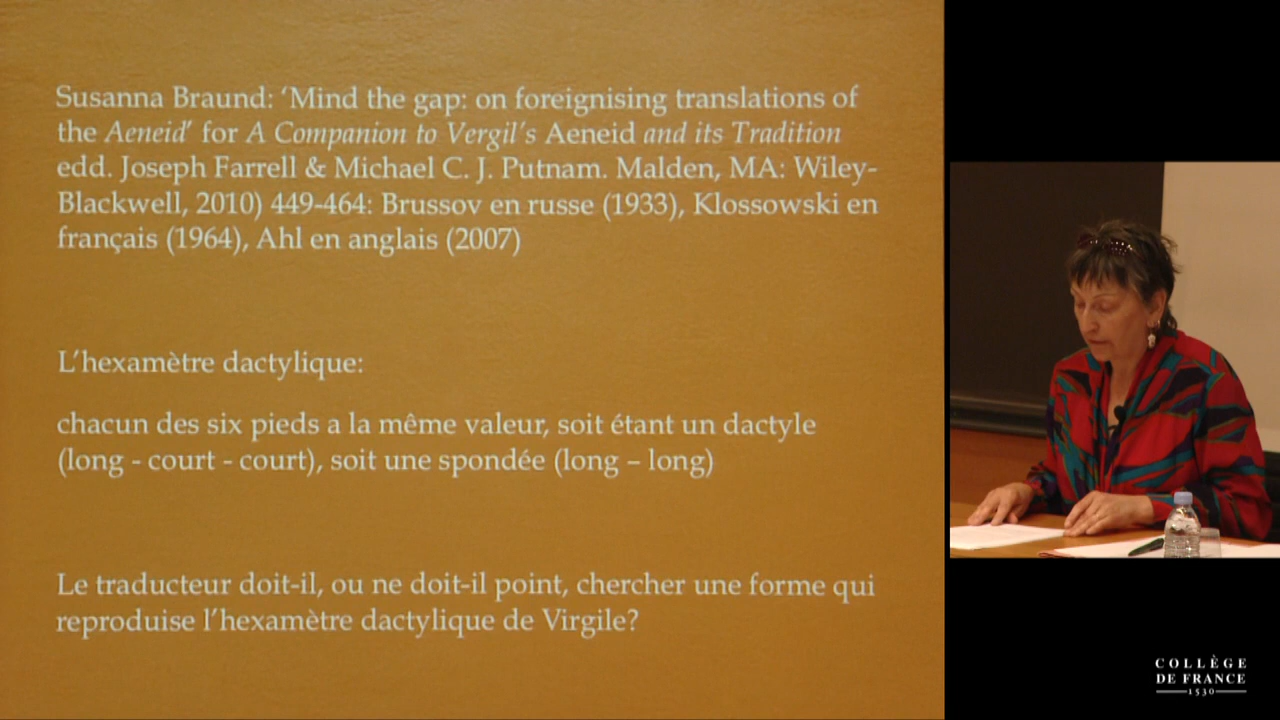 Susanna Braund: ‘Mind the gap: on foreignising translations of
the Aeneid’ for A Companion to Vergil’s Aeneid and its Tradition
edd. Joseph Farrell & Michael C. J. Putnam. Malden, MA: Wiley-
Blackwell, 2010) 449-464: Brussov en russe (1933), Klossowski en
français (1964), Ahl en anglais (2007)
L’hexamètre dactylique:
chacun des six pieds a la même valeur, soit étant un dactyle
(long - court - court), soit une spondée (long – long)
Le traducteur doit-il, ou ne doit-il point, chercher une forme qui
reproduise l’hexamètre dactylique de Virgile?
COLLÈGE
DE FRANCE
1530